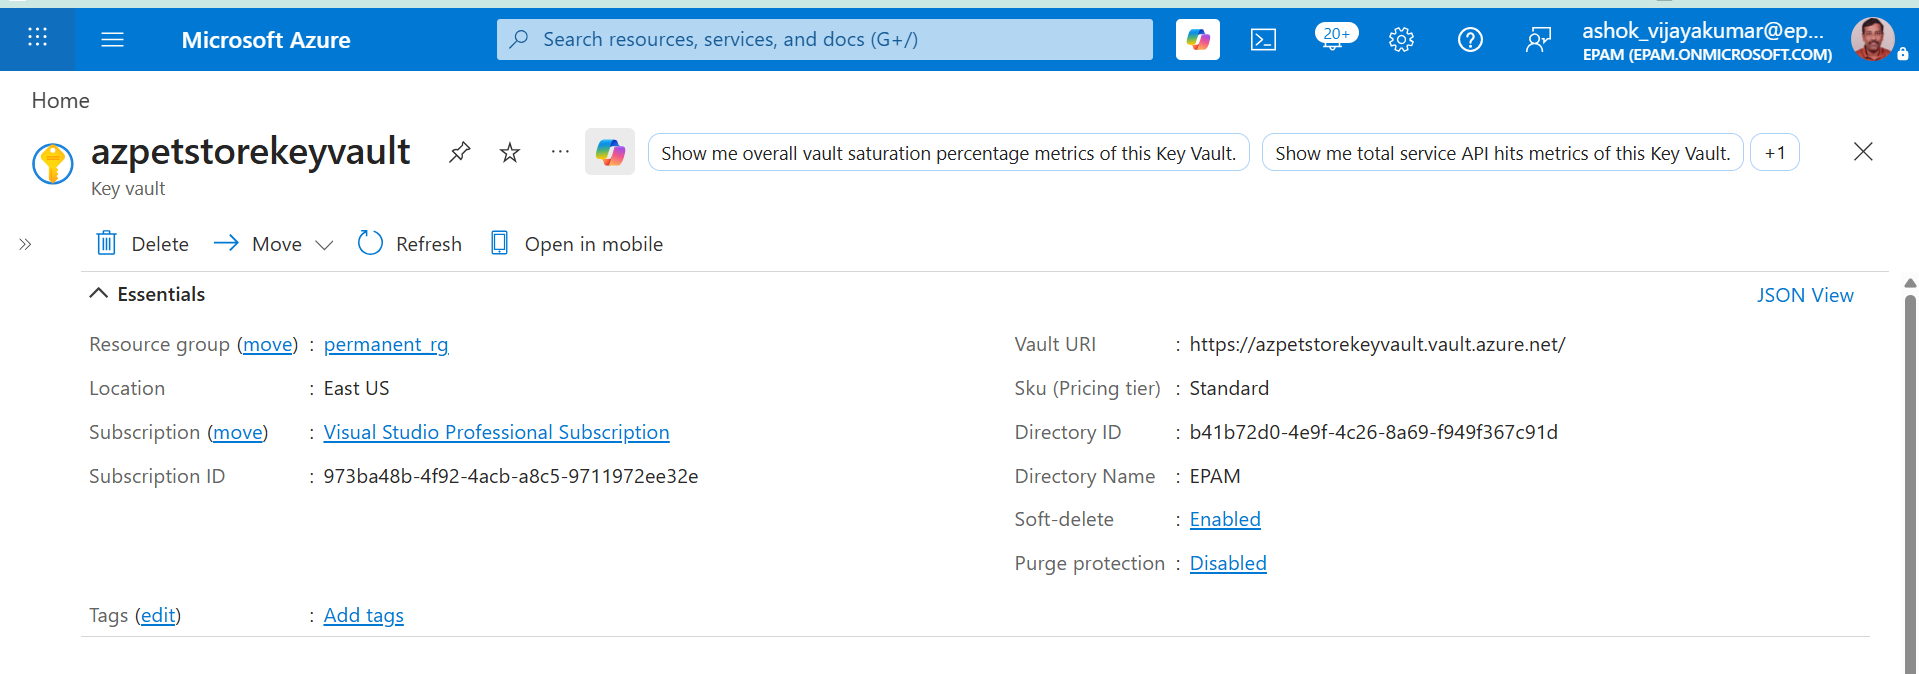 Microsoft Azure
Search resources, services, and docs (G+/)
20+
ashok_vijayakumar@ep...
EPAM (EPAM.ONMICROSOFT.COM)
Home
azpetstorekeyvault
Key vault
Show me overall vault saturation percentage metrics of this Key Vault.
Show me total service API hits metrics of this Key Vault.
+1
Delete
Move
Refresh
Open in mobile
Essentials
JSON View
Resource group (move) : permanent_rg
Location : East US
Subscription (move) : Visual Studio Professional Subscription
Subscription ID : 973ba48b-4f92-4acb-a8c5-9711972ee32e
Vault URI : https://azpetstorekeyvault.vault.azure.net/
Sku (Pricing tier) : Standard
Directory ID : b41b72d0-4e9f-4c26-8a69-f949f367c91d
Directory Name : EPAM
Soft-delete : Enabled
Purge protection : Disabled
Tags (edit) : Add tags